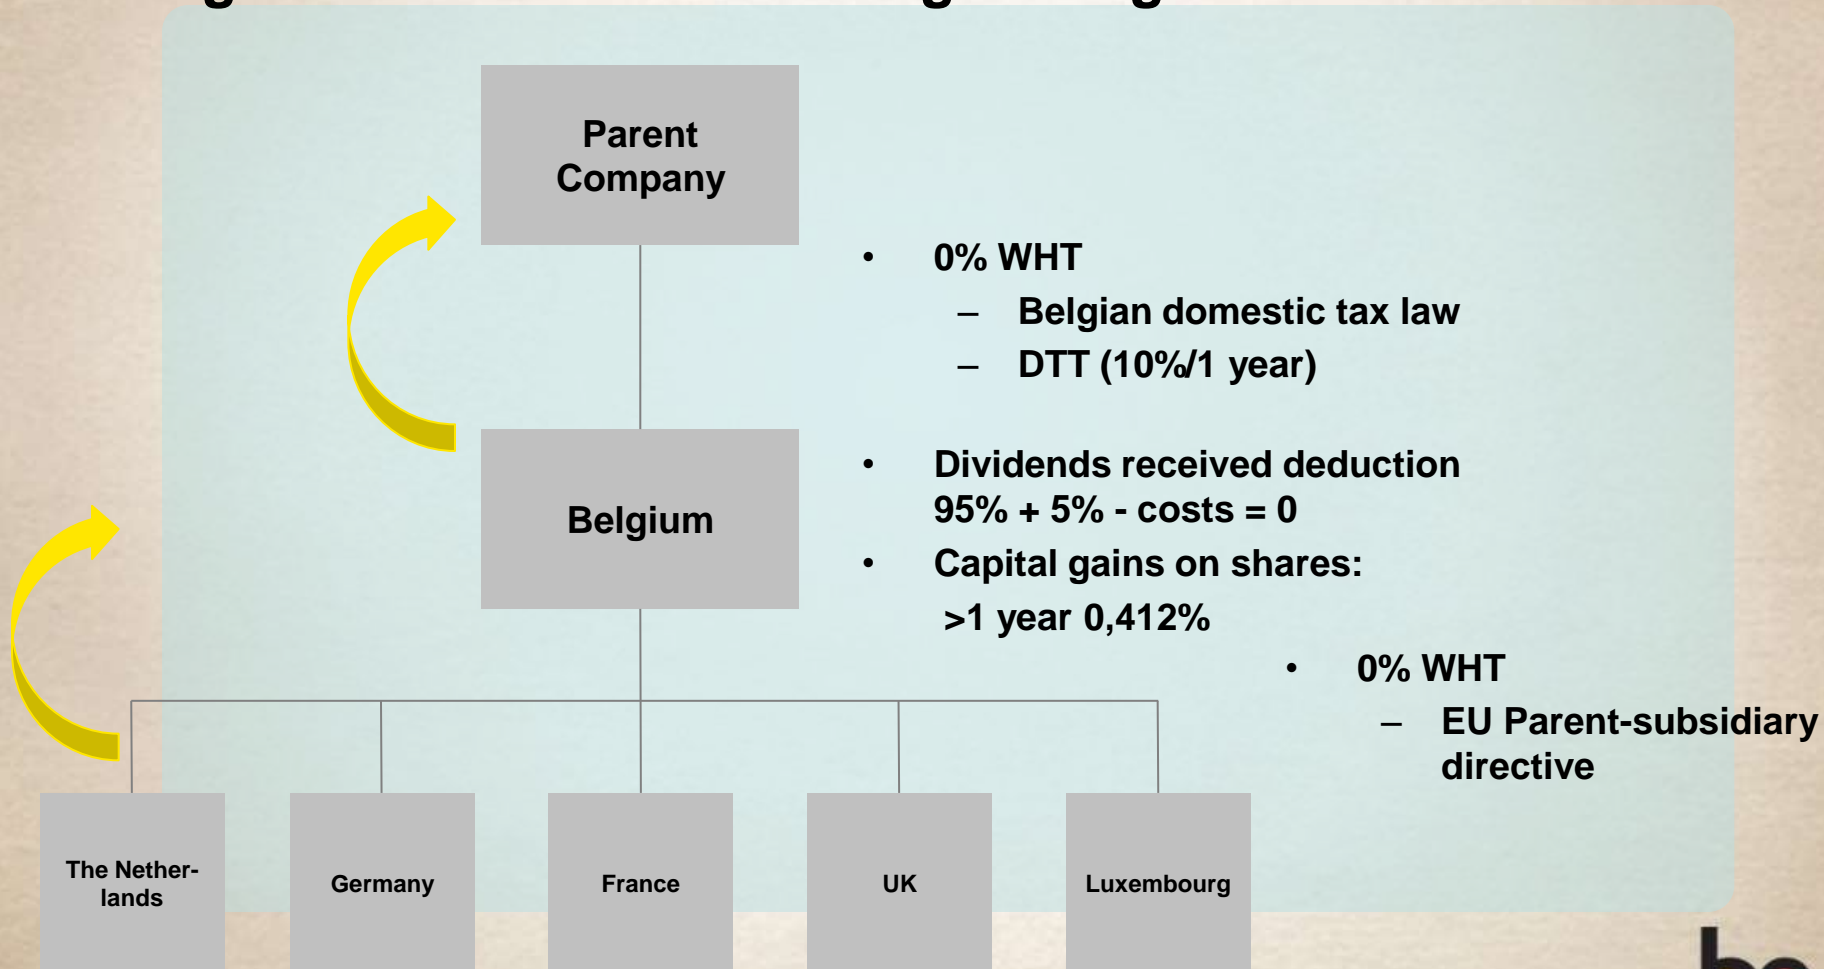 Parent
Company
• 0% WHT
– Belgian domestic tax law
– DTT (10%/1 year)
Belgium
• Dividends received deduction
95% + 5% - costs = 0
• Capital gains on shares:
>1 year 0,412%
• 0% WHT
– EU Parent-subsidiary
directive
The Nether-
lands
Germany
France
UK
Luxembourg